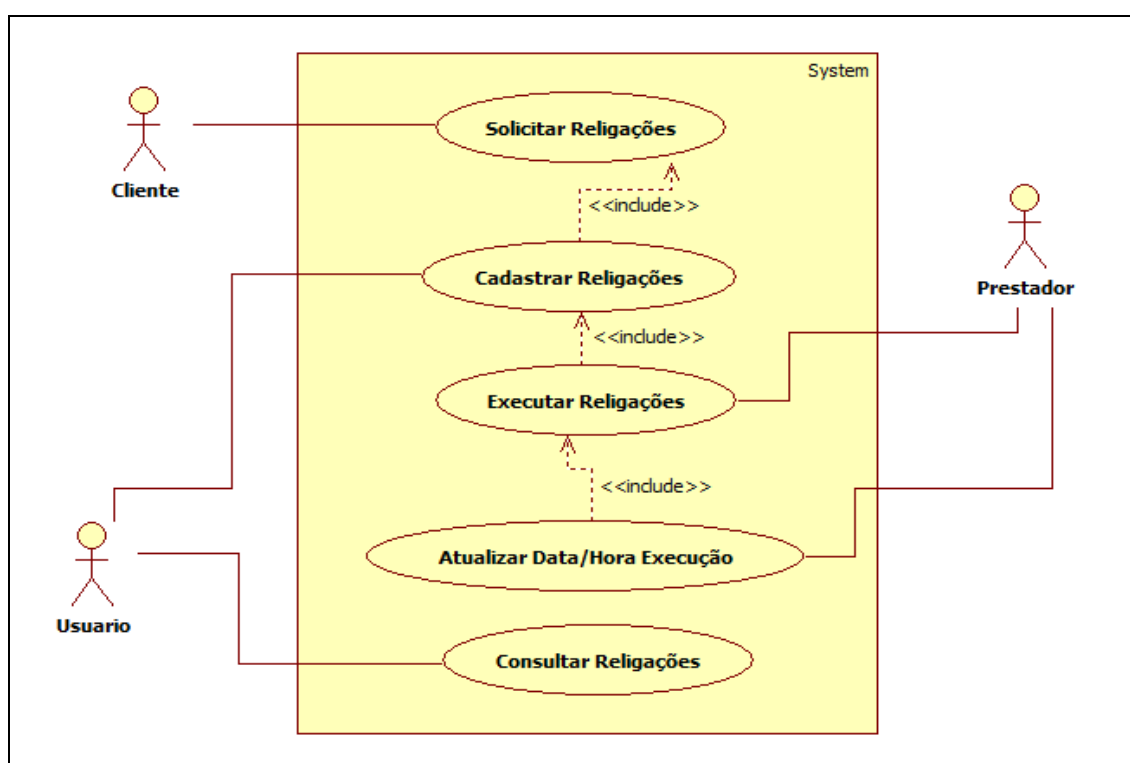 System
Solicitar Religações
Cliente
<<include>>
Cadastrar Religações
Prestador
<<include>>
Executar Religações
<<include>>
Atualizar Data/Hora Execução
Usuario
Consultar Religações